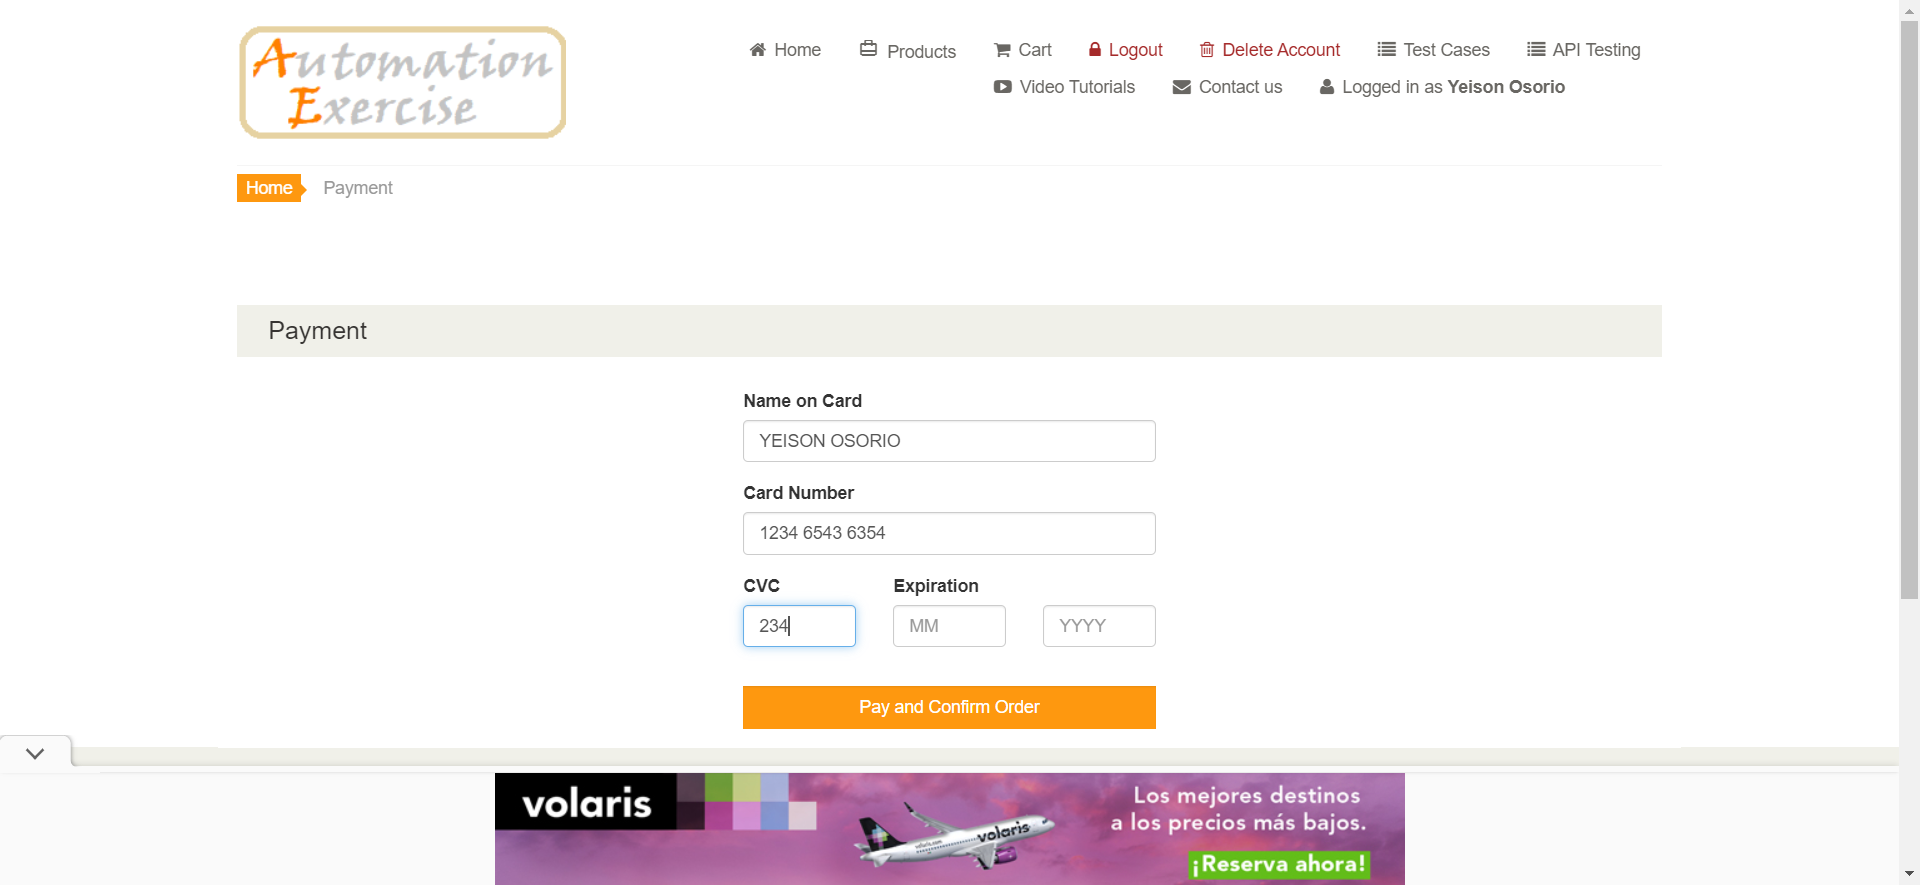 Automation
Exercise
Home
Products
Cart
Logout
Delete Account
Test Cases
API Testing
Video Tutorials
Contact us
Logged in as Yeison Osorio
Home
Payment
Payment
Name on Card
YEISON OSORIO
Card Number
1234 6543 6354
CVC
Expiration
234
MM
YYYY
Pay and Confirm Order
volaris
volaris
volaris.com
Los mejores destinos
a los precios más bajos.
¡Reserva ahora!